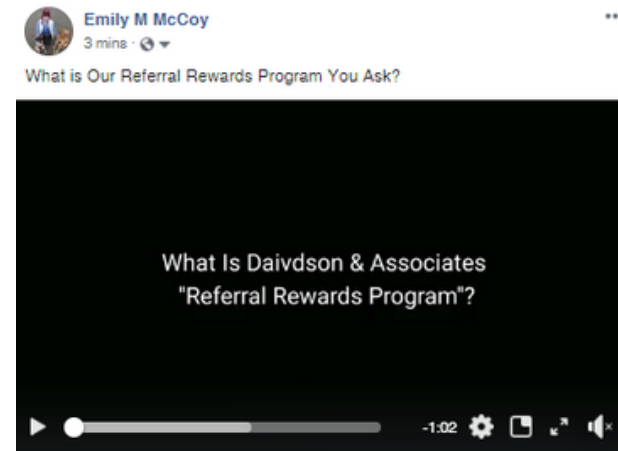 Emily M McCoy
3 mins ·
What is Our Referral Rewards Program You Ask?
What Is Daivdson & Associates
"Referral Rewards Program"?
-1:02